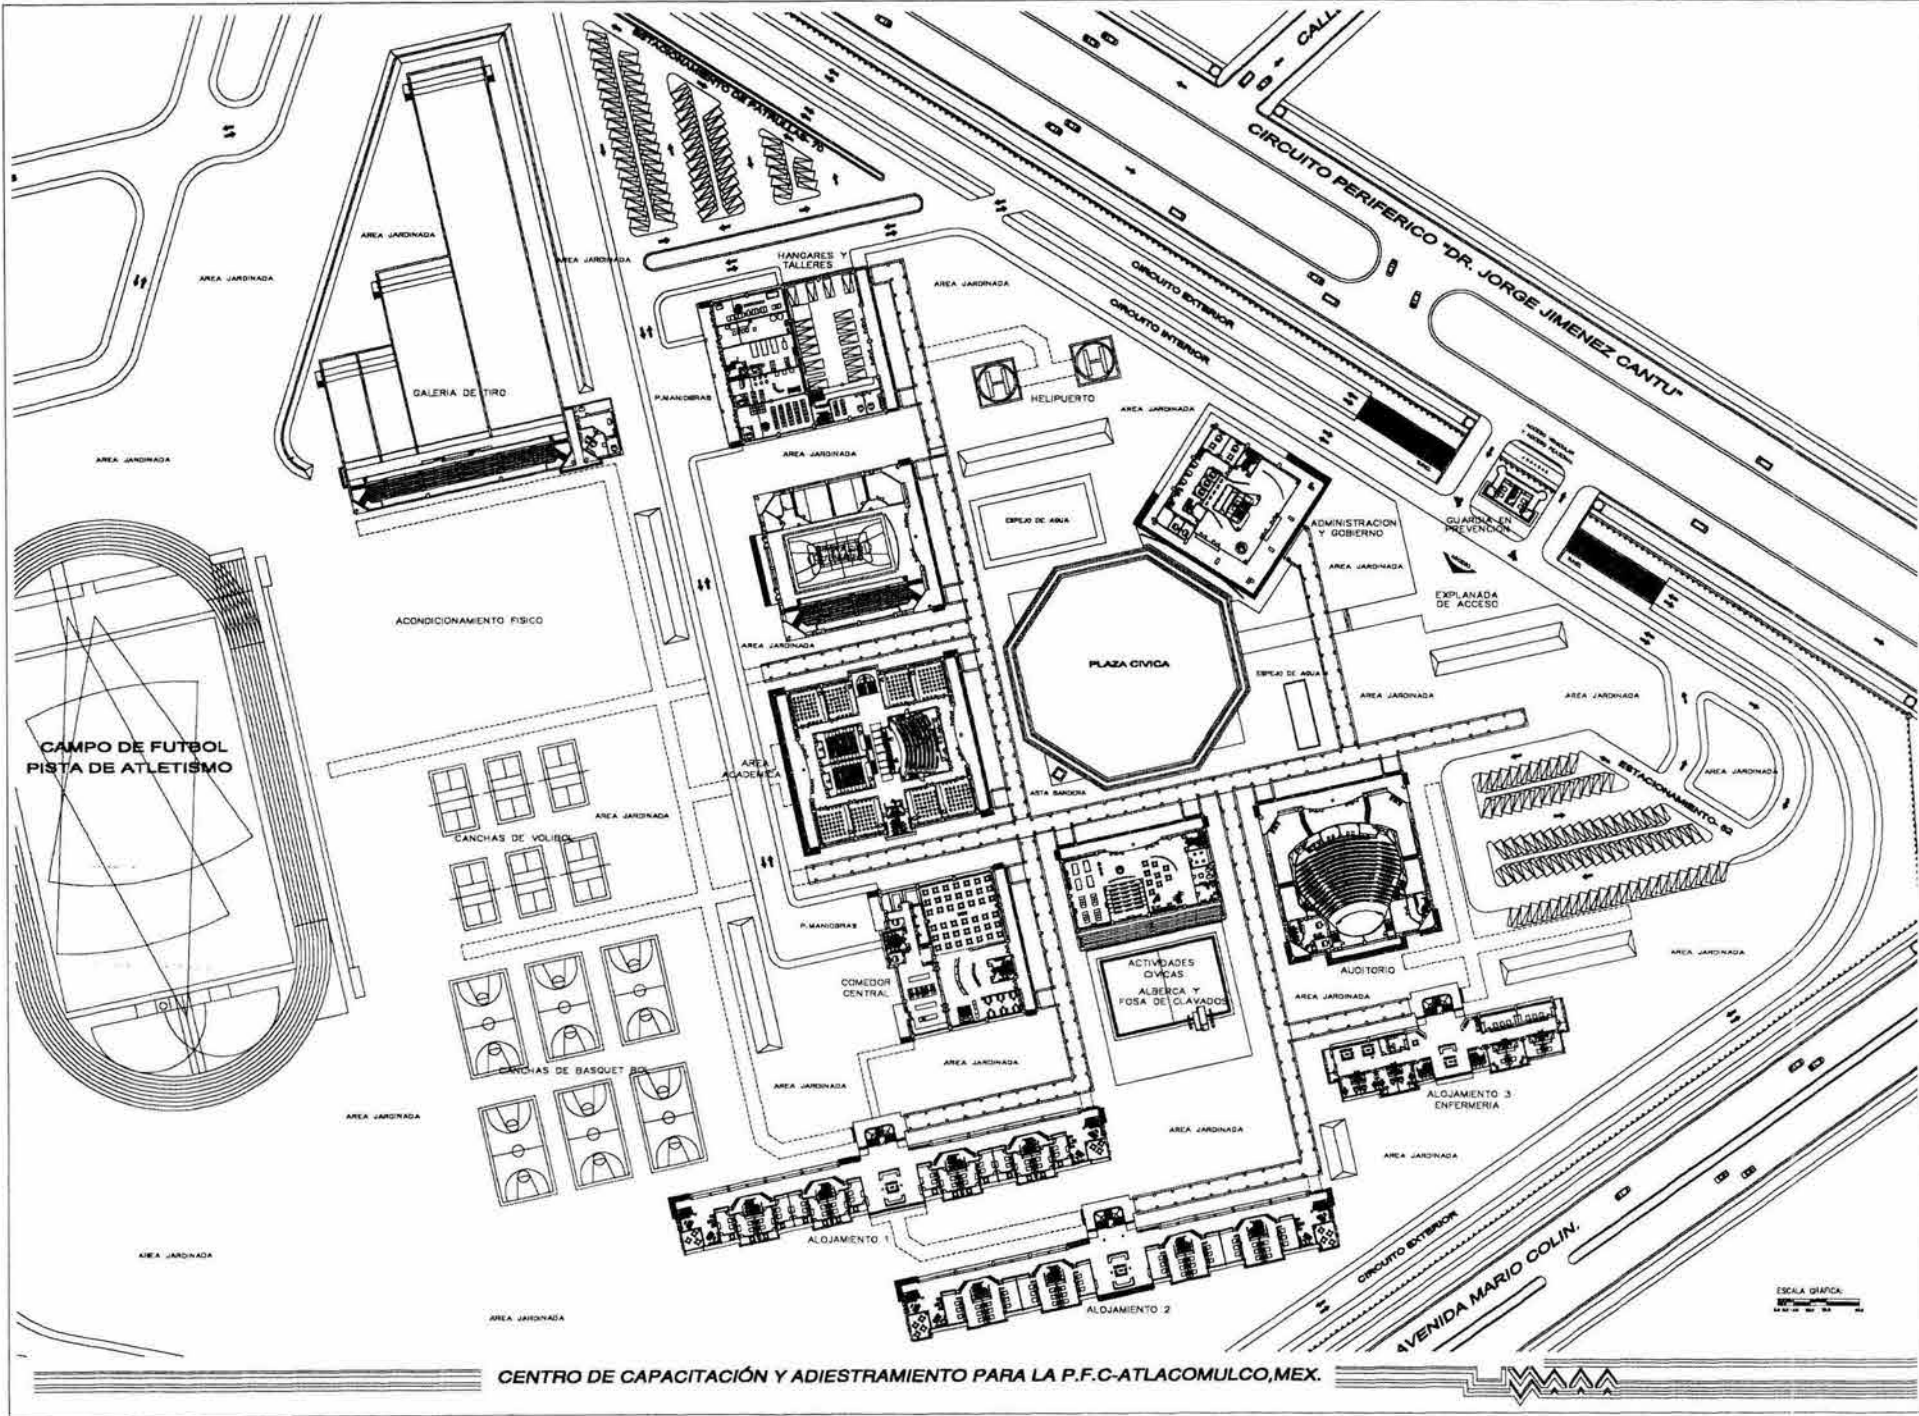 CALL
ESTACIONAMIENTO DE PATRULLAS- 70
CIRCUITO PERIFERICO "DR. JORGE JIMENEZ CANTU"
AREA JARDINADA
AREA JARDINADA
AREA JARDINADA
HANGARES Y
TALLERES
AREA JARDINADA
CIRCUITO EXTERIOR
CIRCUITO INTERIOR
GALERIA DE TIRO
P.MANIOBRAS
H
H
HELIPUERTO
AREA JARDINADA
AREA JARDINADA
AREA JARDINADA
ESPEJO DE AGUA
ADMINISTRACION
Y GOBIERNO
GUARDIA EN
PREVENCIÓN
AREA JARDINADA
ACCESO
EXPLANADA
DE ACCESO
ACONDICIONAMIENTO FISICO
AREA JARDINADA
PLAZA CIVICA
ESPEJO DE AGUA
AREA JARDINADA
AREA JARDINADA
CAMPO DE FUTBOL
PISTA DE ATLETISMO
AREA
ACADEMICA
ASTA BANDERA
ESTACIONAMIENTO- 62
AREA JARDINADA
AREA JARDINADA
CANCHAS DE VOLIBOL
P.MANIOBRAS
COMEDOR
CENTRAL
ACTIVIDADES
CIVICAS.
ALBERCA Y
FOSA DE CLAVADOS
AUDITORIO
AREA JARDINADA
AREA JARDINADA
CANCHAS DE BASQUET BOL
AREA JARDINADA
AREA JARDINADA
AREA JARDINADA
ALOJAMIENTO 3
ENFERMERIA
AREA JARDINADA
AREA JARDINADA
ALOJAMIENTO 1
AREA JARDINADA
ALOJAMIENTO 2
AREA JARDINADA
CIRCUITO EXTERIOR
AVENIDA MARIO COLIN.
ESCALA GRAFICA:
CENTRO DE CAPACITACIÓN Y ADIESTRAMIENTO PARA LA P.F.C-ATLACOMULCO,MEX.